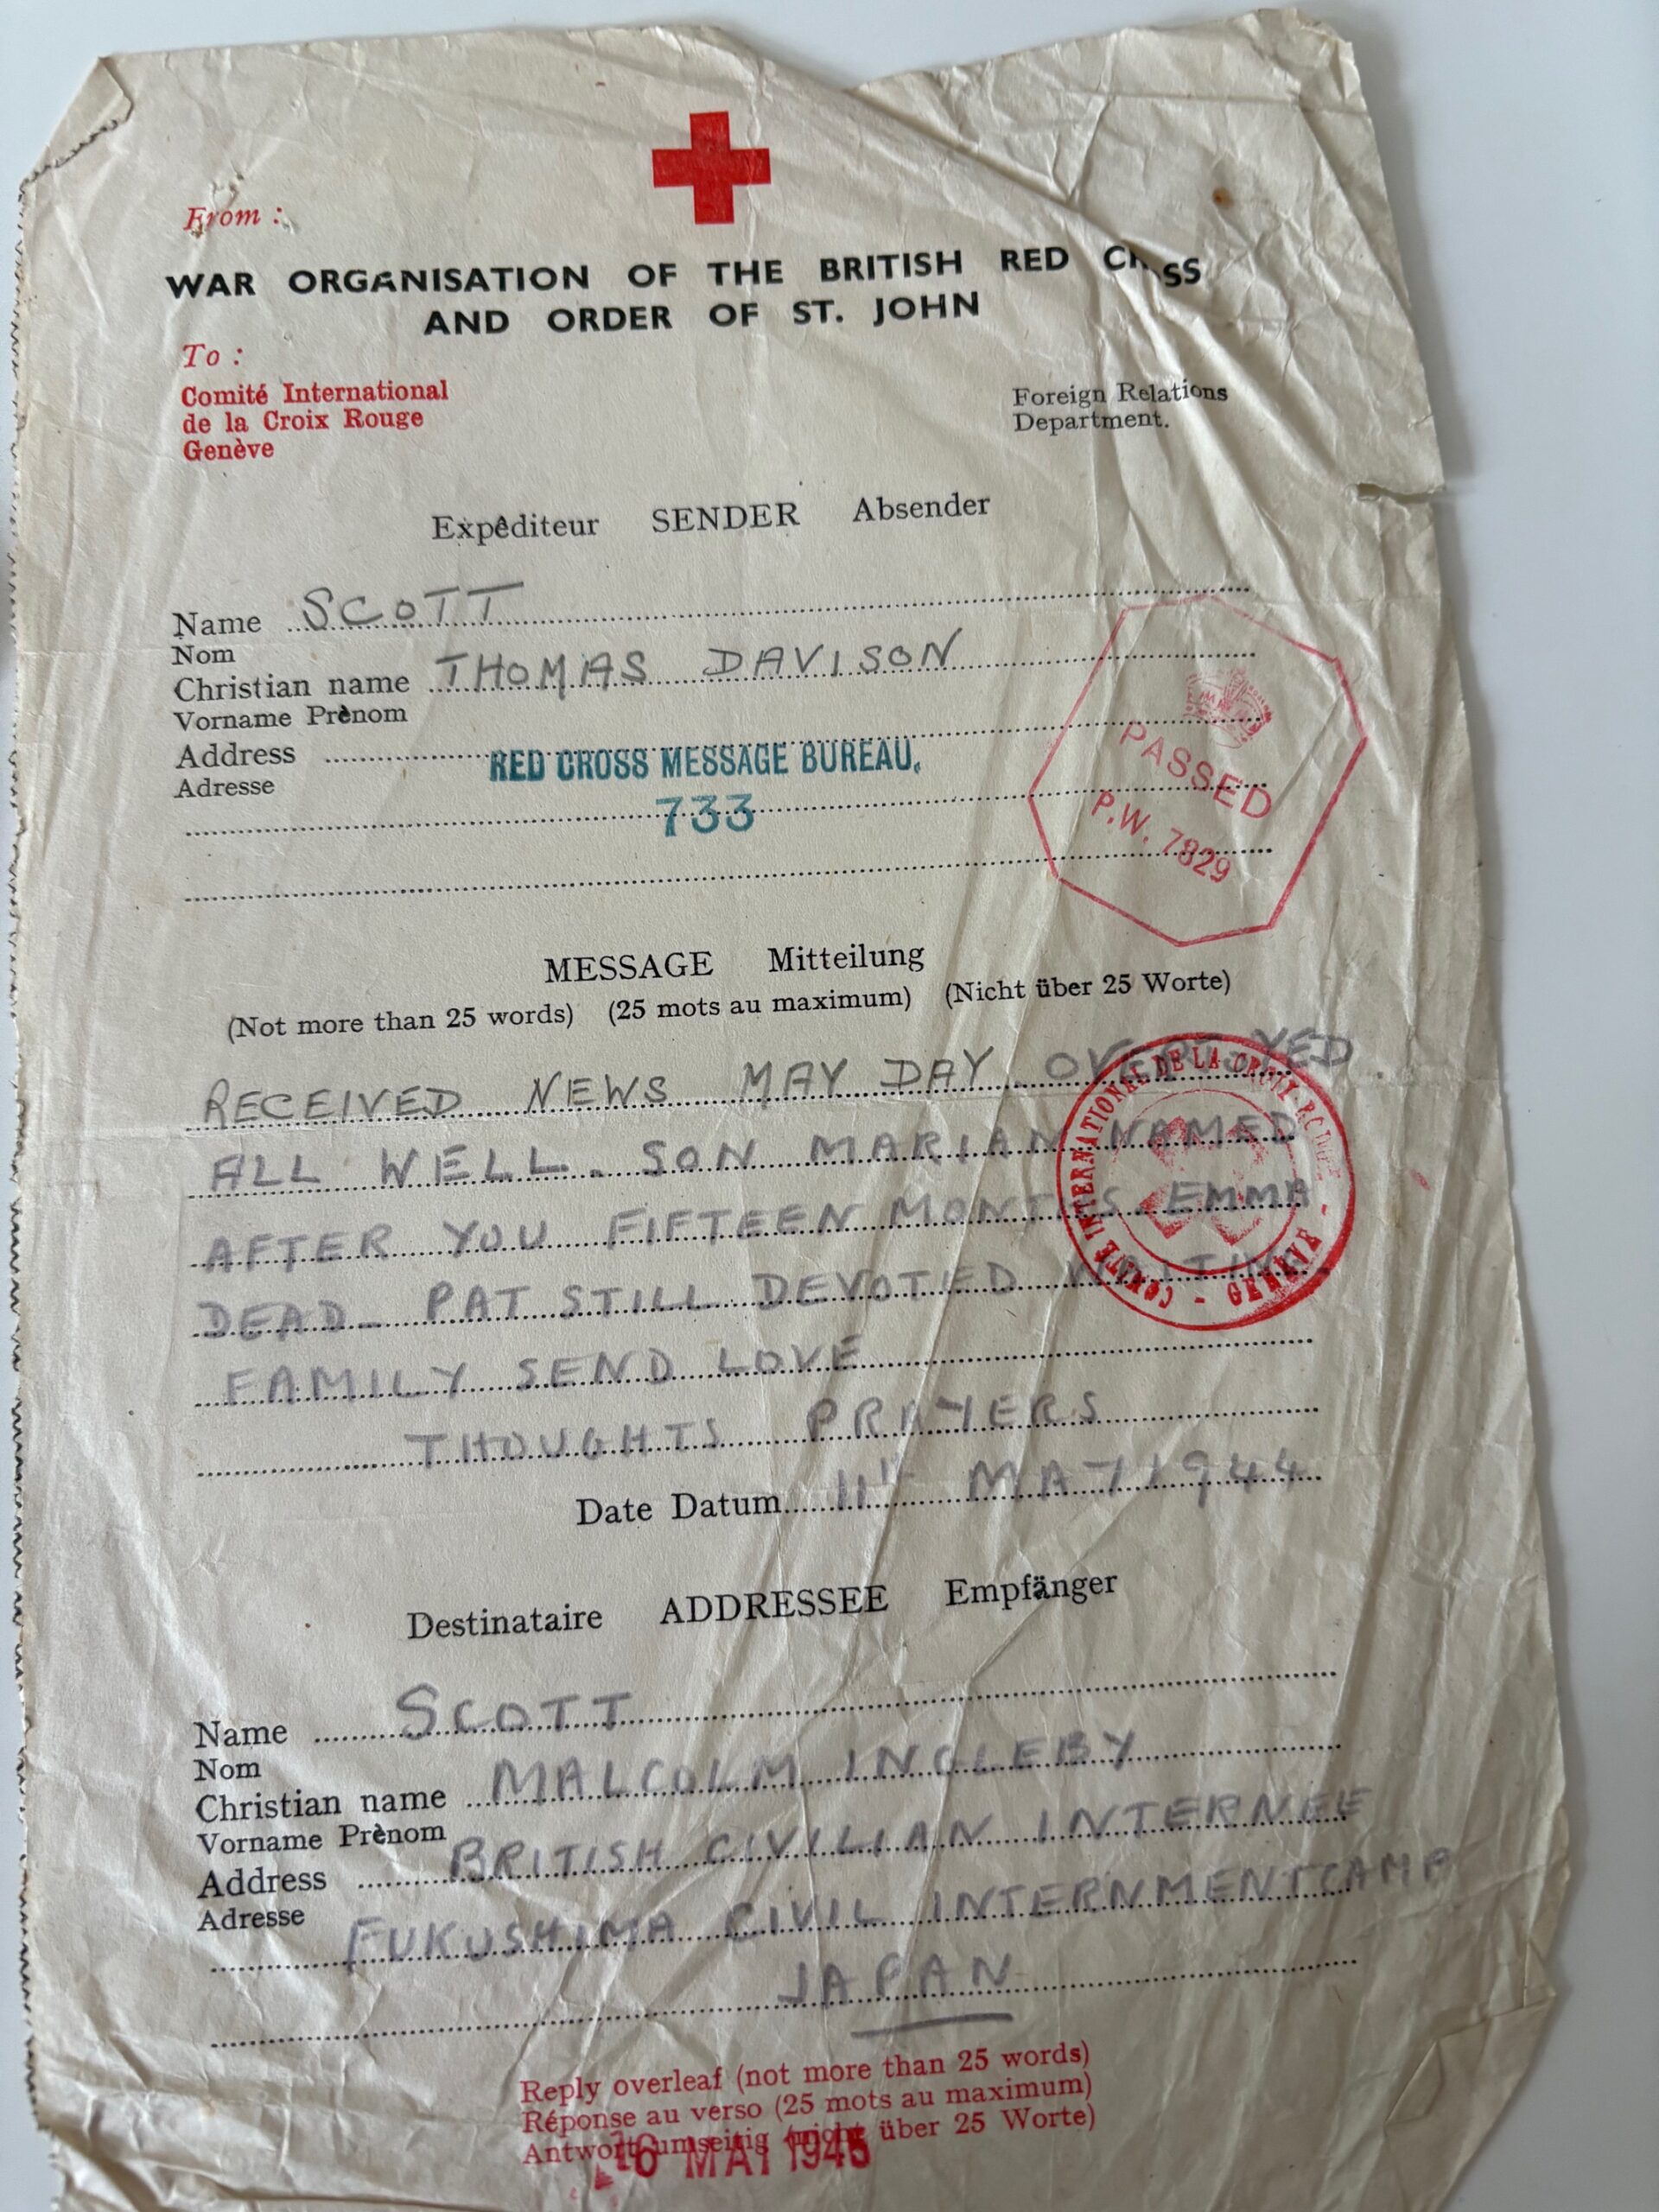 From :
WAR ORGANISATION OF THE BRITISH RED CROSS
AND ORDER OF ST. JOHN
To :
Comité International
de la Croix Rouge
Genève
Foreign Relations
Department.
Expéditeur SENDER Absender
Name SCOTT
Nom
Christian name THOMAS DAVISON
Vorname Prènom
Address
Adresse
RED CROSS MESSAGE BUREAU.
733
PASSED
P.W. 7829
MESSAGE Mitteilung
(Not more than 25 words) (25 mots au maximum) (Nicht über 25 Worte)
RECEIVED NEWS MAY DAY OVERJOYED
ALL WELL. SON MARIAN NAMED
AFTER YOU FIFTEEN MONTHS. EMMA
DEAD. PAT STILL DEVOTED WAITING
FAMILY SEND LOVE
THOUGHTS PRAYERS
COMITÉ INTERNATIONAL DE LA CROIX-ROUGE - GENÈVE -
Date Datum 11th MAY 1944
Destinataire ADDRESSEE Empfänger
Name SCOTT
Nom
Christian name MALCOLM INGLEBY
Vorname Prènom
Address BRITISH CIVILIAN INTERNEE
Adresse
FUKUSHIMA CIVIL INTERNMENT CAMP
JAPAN
Reply overleaf (not more than 25 words)
Réponse au verso (25 mots au maximum)
Antwort umseitig (nicht über 25 Worte)
16 MAI 1945